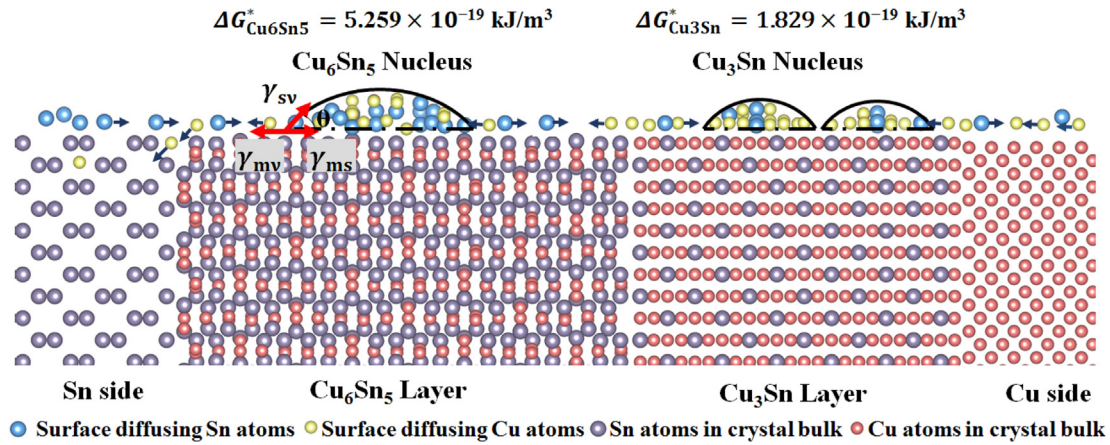 ΔG*Cu6Sn5 = 5.259 × 10⁻¹⁹ kJ/m³
ΔG*Cu3Sn = 1.829 × 10⁻¹⁹ kJ/m³
Cu₆Sn₅ Nucleus
Cu₃Sn Nucleus
γsv
θ
γmv
γms
Sn side
Cu₆Sn₅ Layer
Cu₃Sn Layer
Cu side
Surface diffusing Sn atoms
Surface diffusing Cu atoms
Sn atoms in crystal bulk
Cu atoms in crystal bulk